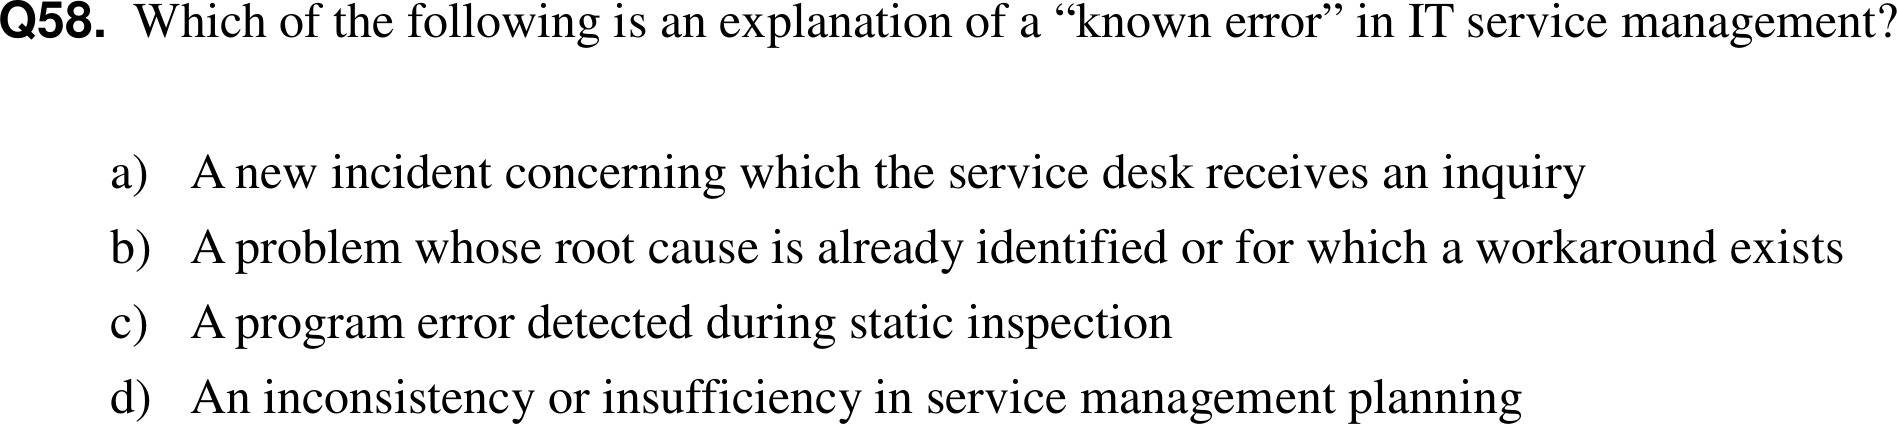 Q58. Which of the following is an explanation of a “known error” in IT service management?
a) A new incident concerning which the service desk receives an inquiry
b) A problem whose root cause is already identified or for which a workaround exists
c) A program error detected during static inspection
d) An inconsistency or insufficiency in service management planning